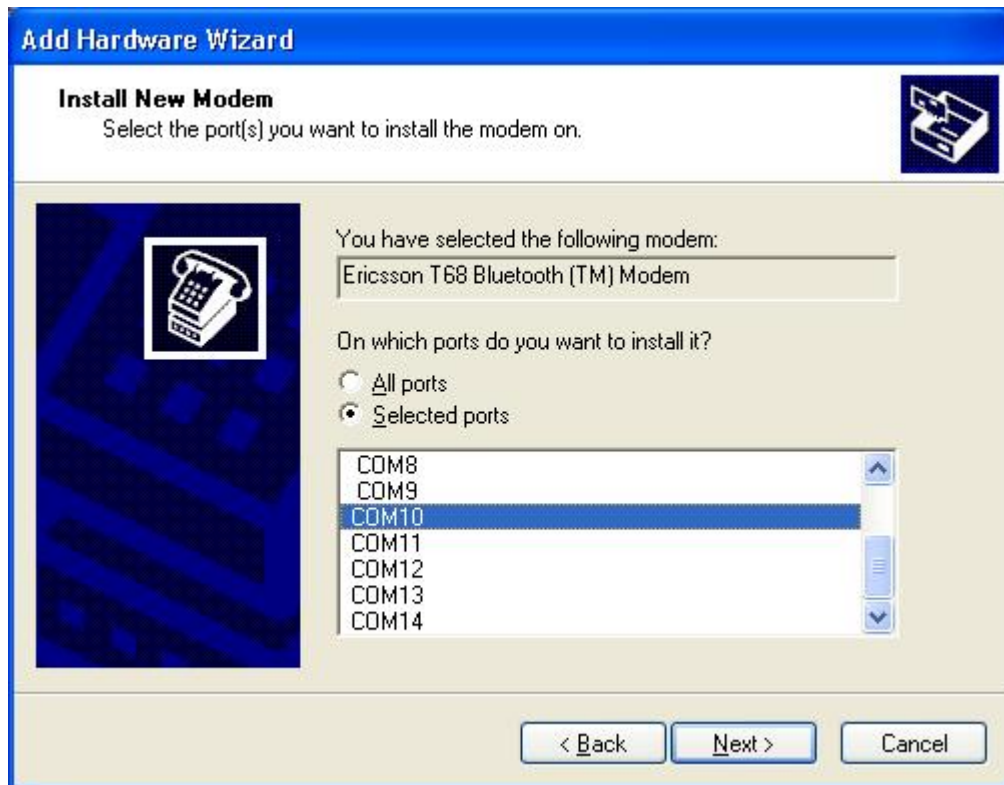 Add Hardware Wizard
Install New Modem
Select the port(s) you want to install the modem on.
You have selected the following modem:
Ericsson T68 Bluetooth (TM) Modem
On which ports do you want to install it?
All ports
Selected ports
COM8
COM9
COM10
COM11
COM12
COM13
COM14
< Back Next > Cancel